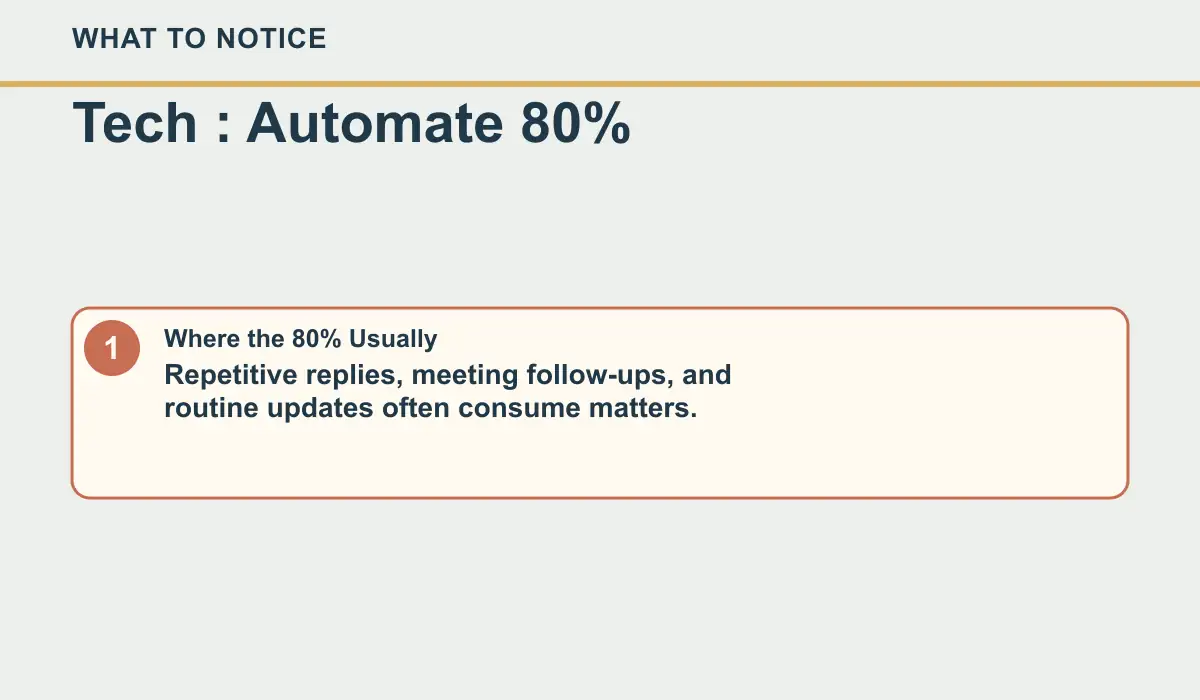 WHAT TO NOTICE
Tech : Automate 80%
1
Where the 80% Usually
Repetitive replies, meeting follow-ups, and
routine updates often consume matters.